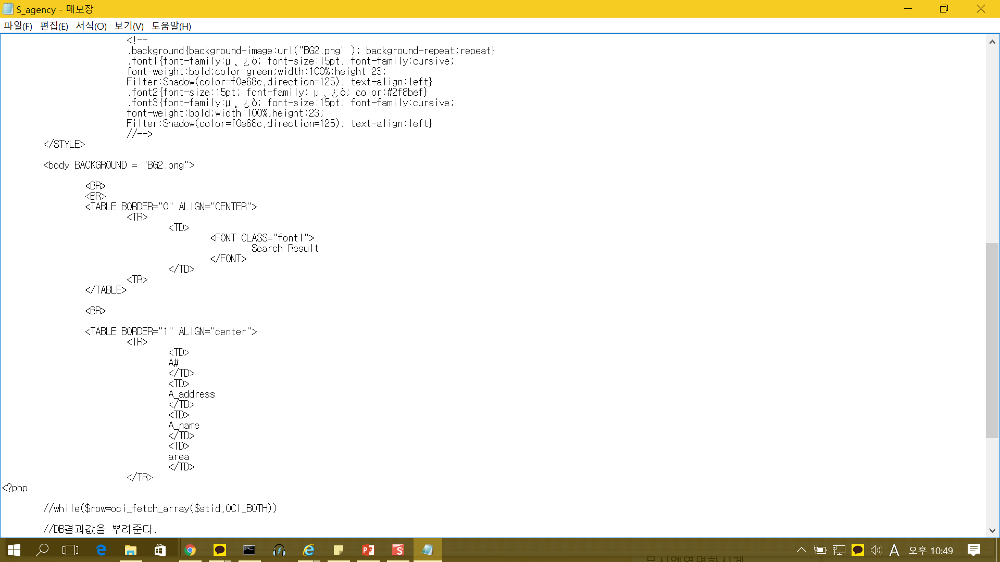 S_agency - 메모장
파일(F) 편집(E) 서식(O) 보기(V) 도움말(H)
<!--
.background{background-image:url("BG2.png" ); background-repeat:repeat}
.font1{font-family:µ¸¿ò; font-size:15pt; font-family:cursive;
font-weight:bold;color:green;width:100%;height:23;
Filter:Shadow(color=f0e68c,direction=125); text-align:left}
.font2{font-size:15pt; font-family: µ¸¿ò; color:#2f8bef}
.font3{font-family:µ¸¿ò; font-size:15pt; font-family:cursive;
font-weight:bold;width:100%;height:23;
Filter:Shadow(color=f0e68c,direction=125); text-align:left}
//-->
</STYLE>
<body BACKGROUND = "BG2.png">
<BR>
<BR>
<TABLE BORDER="0" ALIGN="CENTER">
<TR>
<TD>
<FONT CLASS="font1">
Search Result
</FONT>
</TD>
<TR>
</TABLE>
<BR>
<TABLE BORDER="1" ALIGN="center">
<TR>
<TD>
A#
</TD>
<TD>
A_address
</TD>
<TD>
A_name
</TD>
<TD>
area
</TD>
</TR>
<?php
//while($row=oci_fetch_array($stid,OCI_BOTH))
//DB결과값을 뿌려준다.
A 오후 10:49